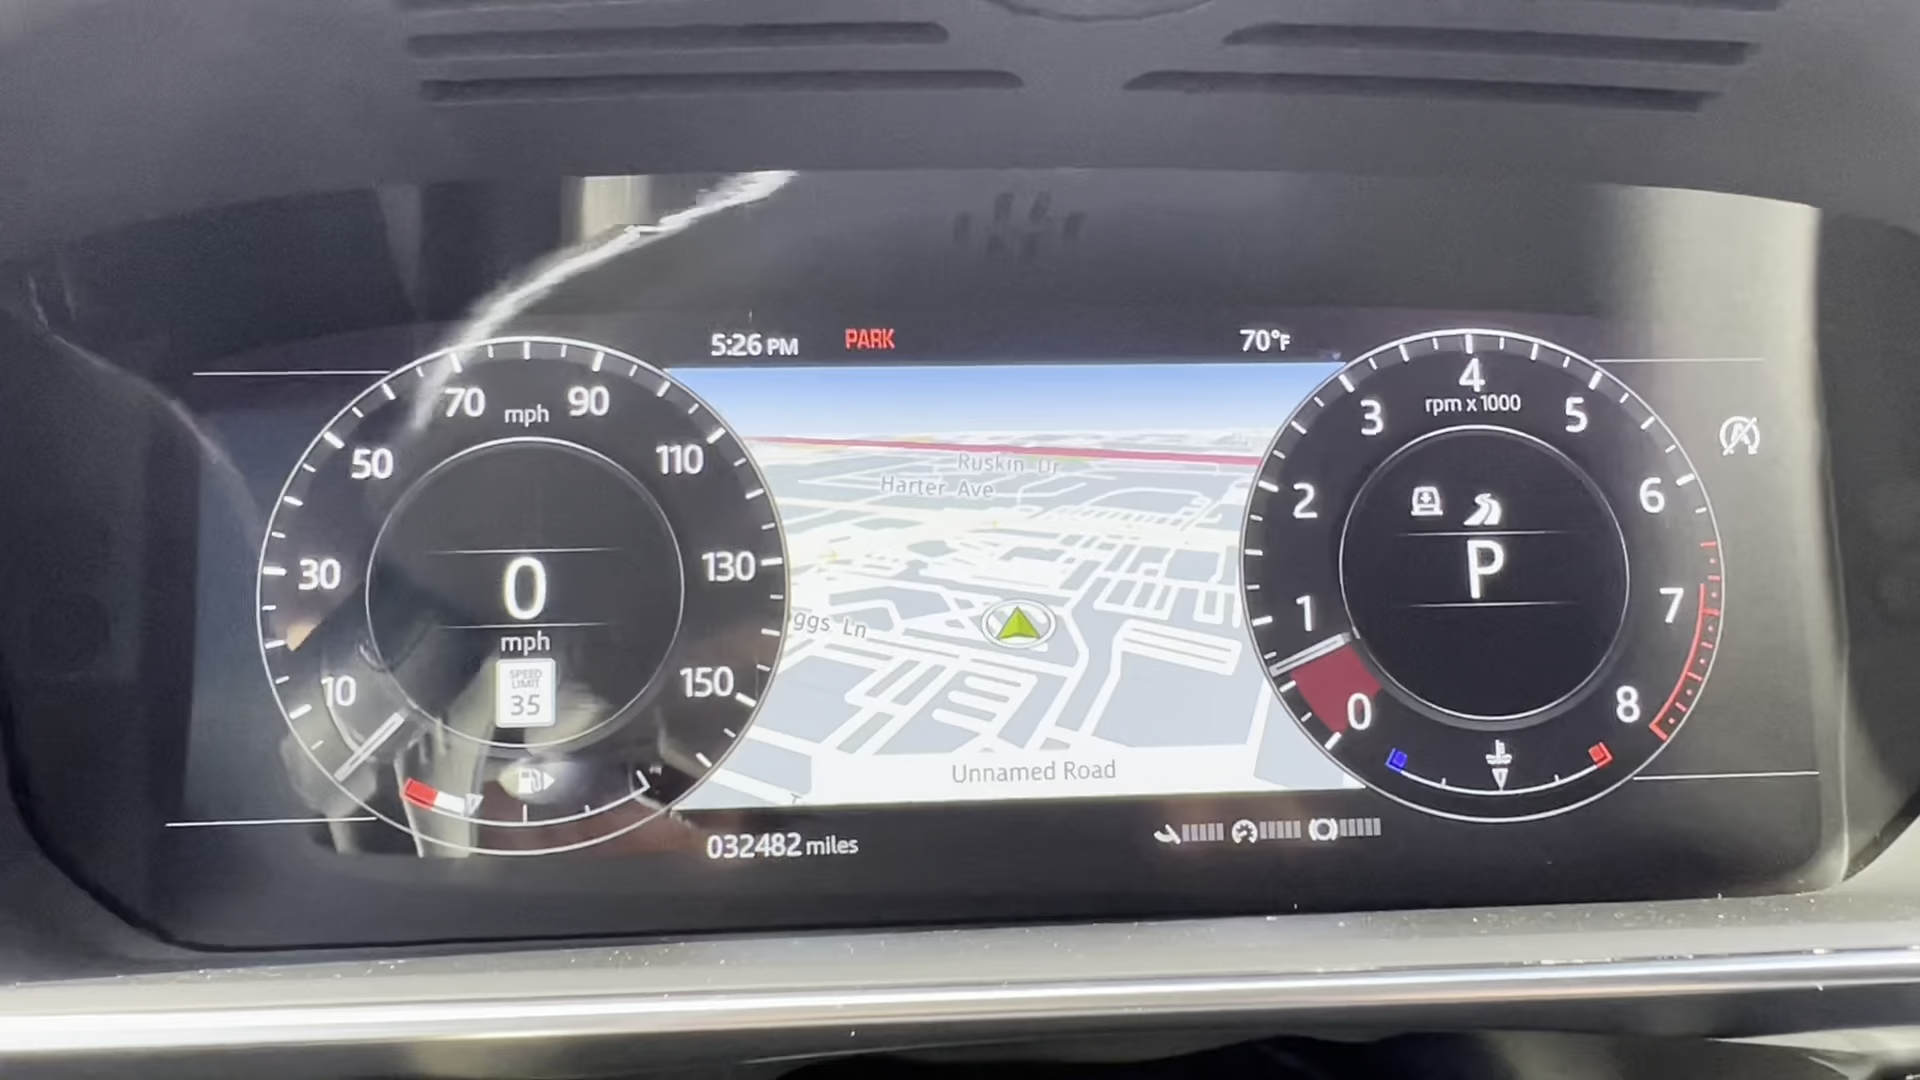 5:26 PM
PARK
70°F
70
mph
90
50
110
30
130
10
150
0
mph
SPEED
LIMIT
35
Ruskin Dr
Harter Ave
ggs Ln
Unnamed Road
4
rpm x 1000
3
5
2
6
1
7
0
8
P
032482 miles